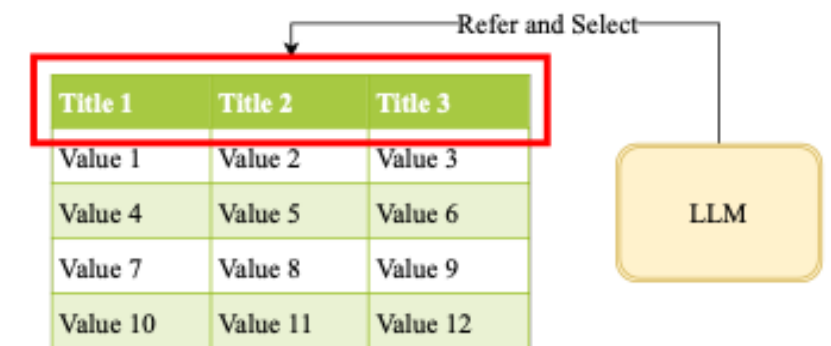 Refer and Select
Title 1 Title 2 Title 3
Value 1 Value 2 Value 3
Value 4 Value 5 Value 6
LLM
Value 7 Value 8 Value 9
Value 10 Value 11 Value 12